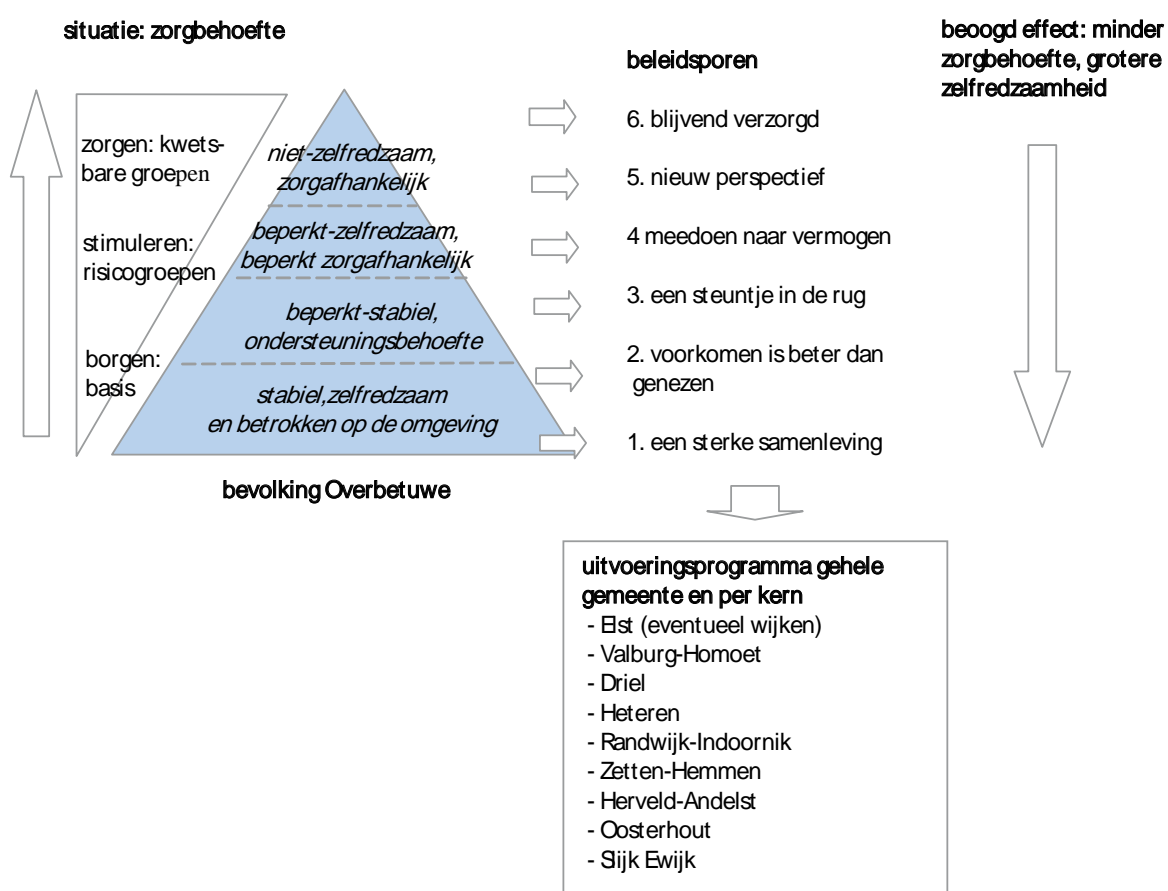 situatie: zorgbehoefte
zorgen: kwets-
bare groepen
stimuleren:
risicogroepen
borgen:
basis
niet-zelfredzaam,
zorgafhankelijk
beperkt-zelfredzaam,
beperkt zorgafhankelijk
beperkt-stabiel,
ondersteuningsbehoefte
stabiel,zelfredzaam
en betrokken op de omgeving
bevolking Overbetuwe
beleidsporen
6. blijvend verzorgd
5. nieuw perspectief
4 meedoen naar vermogen
3. een steuntje in de rug
2. voorkomen is beter dan
genezen
1. een sterke samenleving
beoogd effect: minder
zorgbehoefte, grotere
zelfredzaamheid
uitvoeringsprogramma gehele
gemeente en per kern
- Elst (eventueel wijken)
- Valburg-Homoet
- Driel
- Heteren
- Randwijk-Indoornik
- Zetten-Hemmen
- Herveld-Andelst
- Oosterhout
- Slijk Ewijk